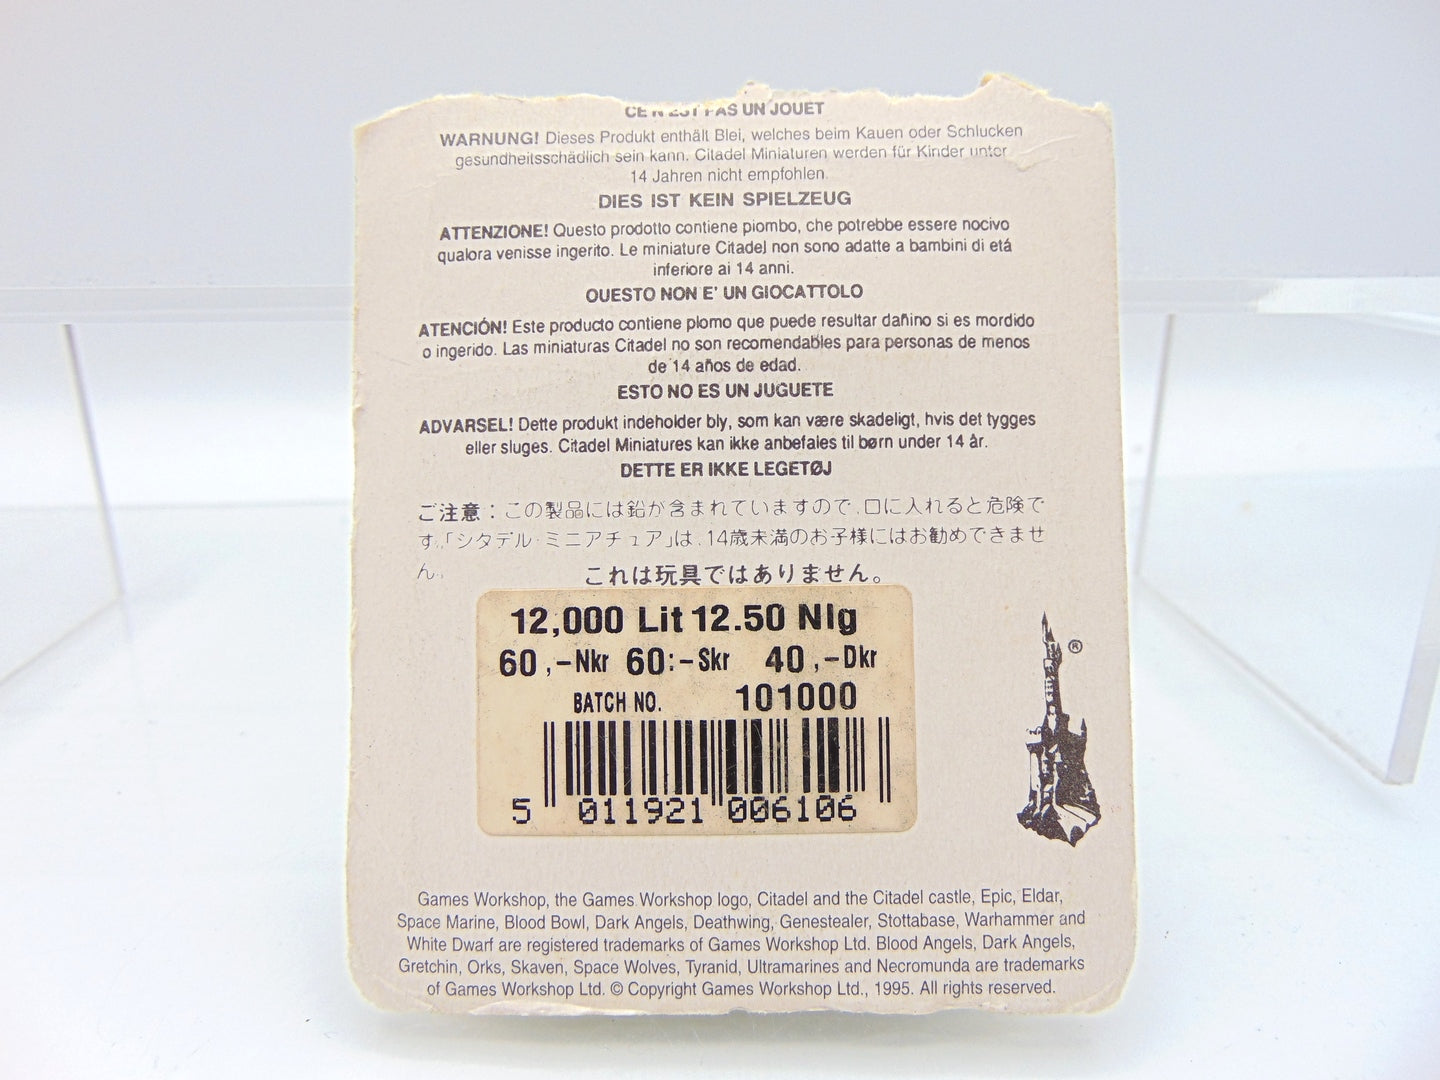 CE N'EST PAS UN JOUET
WARNUNG! Dieses Produkt enthält Blei, welches beim Kauen oder Schlucken
gesundheitsschädlich sein kann. Citadel Miniaturen werden für Kinder unter
14 Jahren nicht empfohlen.
DIES IST KEIN SPIELZEUG
ATTENZIONE! Questo prodotto contiene piombo, che potrebbe essere nocivo
qualora venisse ingerito. Le miniature Citadel non sono adatte a bambini di etá
inferiore ai 14 anni.
QUESTO NON E' UN GIOCATTOLO
ATENCIÓN! Este producto contiene plomo que puede resultar dañino si es mordido
o ingerido. Las miniaturas Citadel no son recomendables para personas de menos
de 14 años de edad.
ESTO NO ES UN JUGUETE
ADVARSEL! Dette produkt indeholder bly, som kan være skadeligt, hvis det tygges
eller sluges. Citadel Miniatures kan ikke anbefales til børn under 14 år.
DETTE ER IKKE LEGETØJ
ご注意：この製品には鉛が含まれていますので、口に入れると危険で
す。「シタデル・ミニアチュア」は、14歳未満のお子様にはお勧めできませ
ん。
これは玩具ではありません。
12,000 Lit 12.50 Nlg
60,-Nkr 60:-Skr 40,-Dkr
BATCH NO. 101000
5 011921 006106
®
Games Workshop, the Games Workshop logo, Citadel and the Citadel castle, Epic, Eldar,
Space Marine, Blood Bowl, Dark Angels, Deathwing, Genestealer, Stottabase, Warhammer and
White Dwarf are registered trademarks of Games Workshop Ltd. Blood Angels, Dark Angels,
Gretchin, Orks, Skaven, Space Wolves, Tyranid, Ultramarines and Necromunda are trademarks
of Games Workshop Ltd. © Copyright Games Workshop Ltd., 1995. All rights reserved.